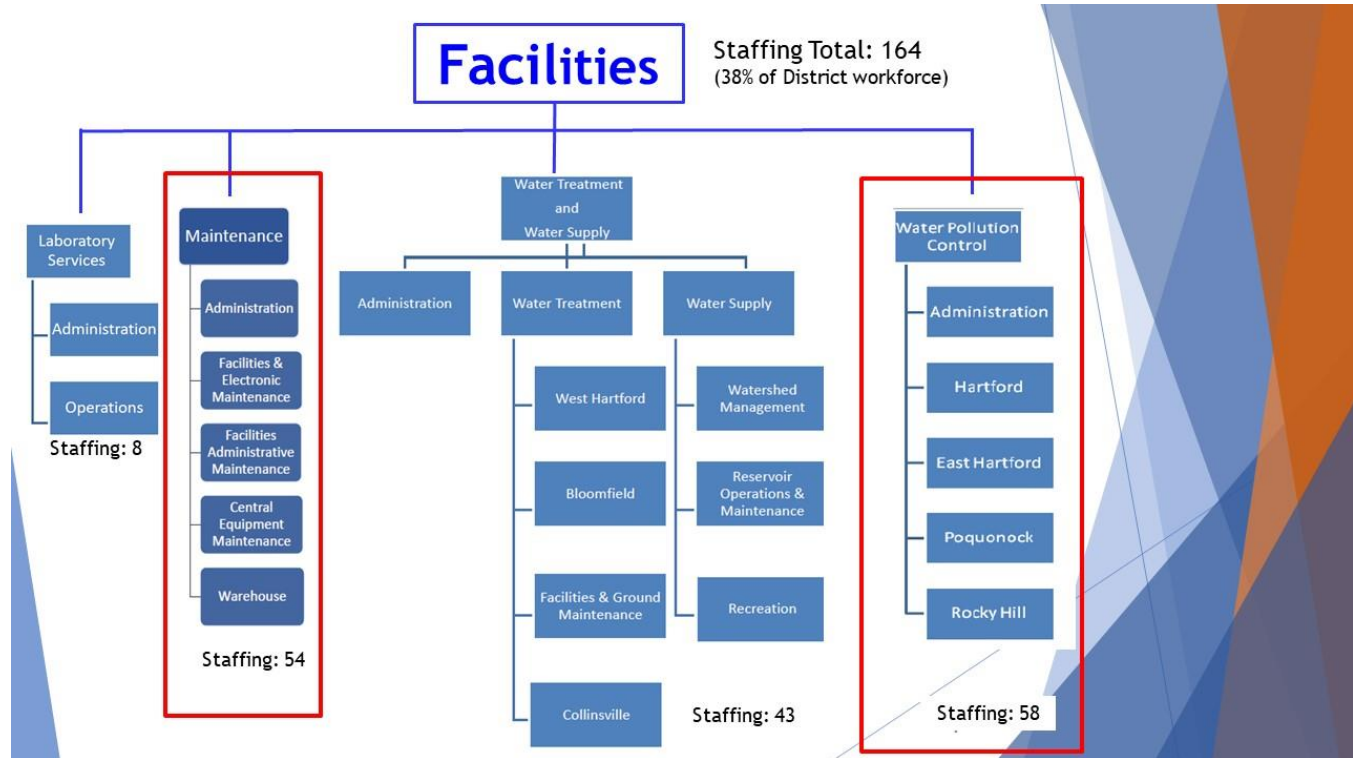 Facilities
Staffing Total: 164
(38% of District workforce)
Laboratory
Services
Administration
Operations
Staffing: 8
Maintenance
Administration
Facilities &
Electronic
Maintenance
Facilities
Administrative
Maintenance
Central
Equipment
Maintenance
Warehouse
Staffing: 54
Water Treatment
and
Water Supply
Administration
Water Treatment
West Hartford
Bloomfield
Facilities & Ground
Maintenance
Collinsville
Water Supply
Watershed
Management
Reservoir
Operations &
Maintenance
Recreation
Staffing: 43
Water Pollution
Control
Administration
Hartford
East Hartford
Poquonock
Rocky Hill
Staffing: 58